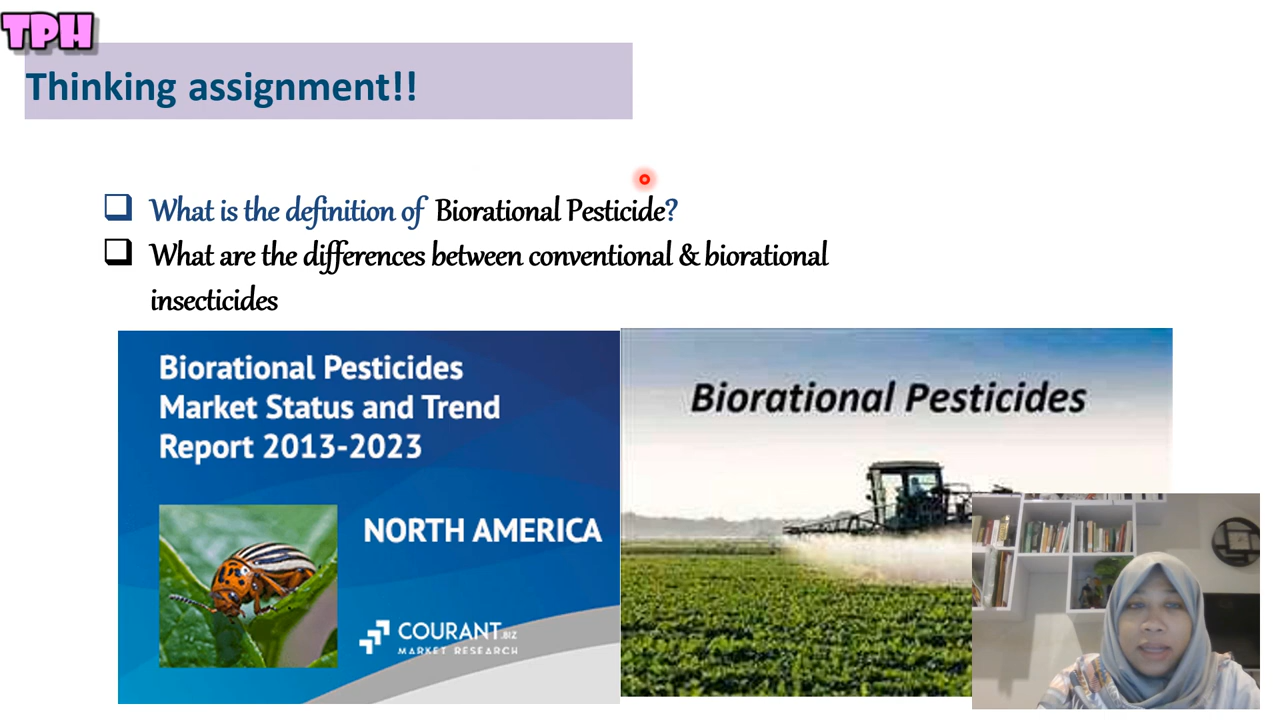 TPH
Thinking assignment!!
What is the definition of Biorational Pesticide?
What are the differences between conventional & biorational
insecticides
Biorational Pesticides
Market Status and Trend
Report 2013-2023
NORTH AMERICA
COURANT.BIZ
MARKET RESEARCH
Biorational Pesticides